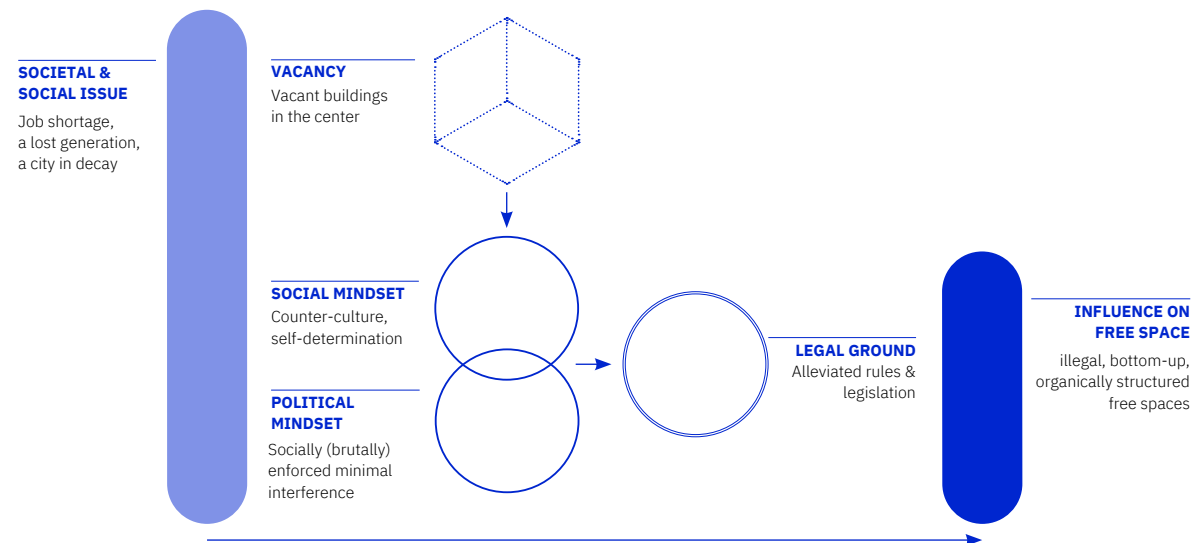 SOCIETAL &
SOCIAL ISSUE
Job shortage,
a lost generation,
a city in decay
VACANCY
Vacant buildings
in the center
SOCIAL MINDSET
Counter-culture,
self-determination
POLITICAL
MINDSET
Socially (brutally)
enforced minimal
interference
LEGAL GROUND
Alleviated rules &
legislation
INFLUENCE ON
FREE SPACE
illegal, bottom-up,
organically structured
free spaces